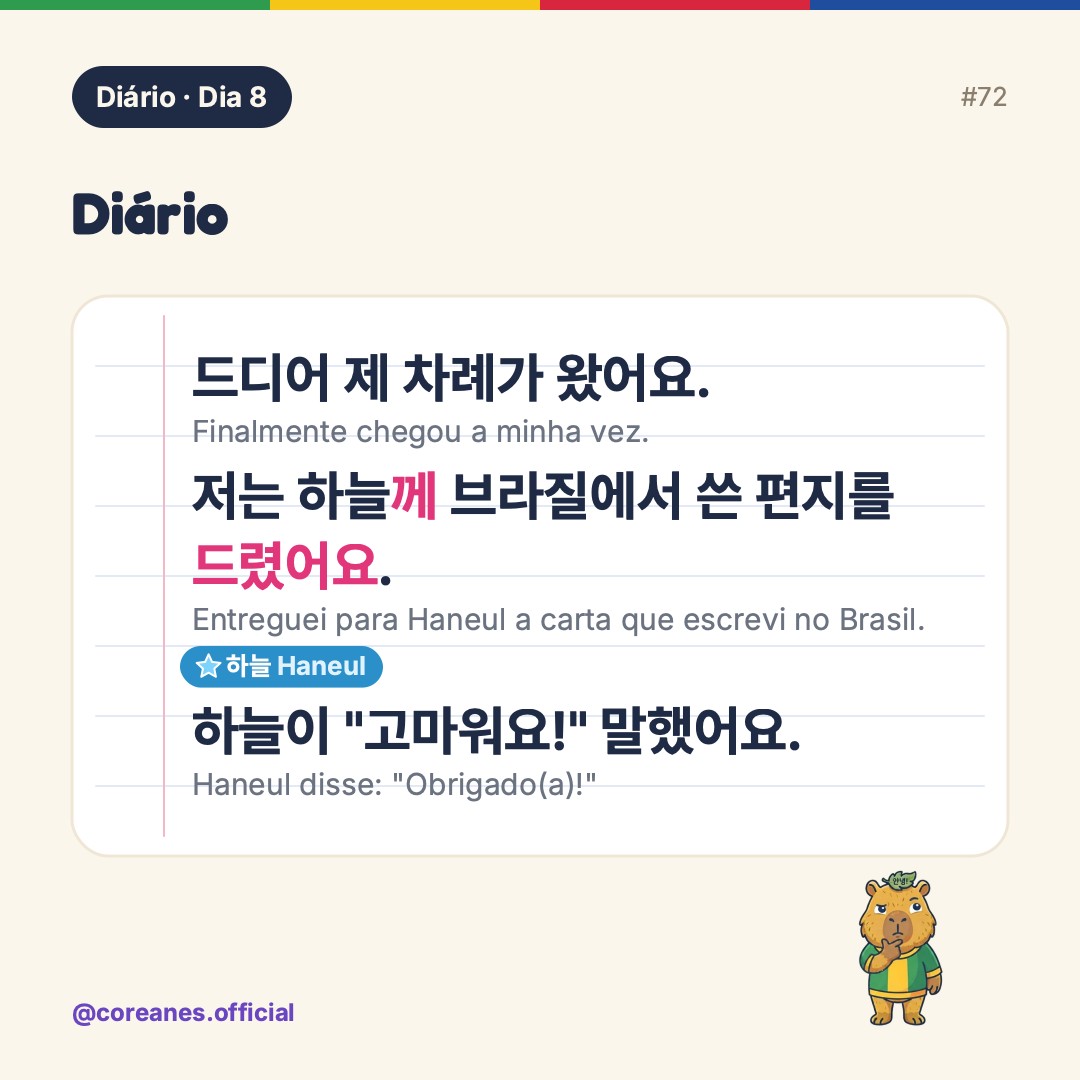 Diário · Dia 8
#72
Diário
드디어 제 차례가 왔어요.
Finalmente chegou a minha vez.
저는 하늘께 브라질에서 쓴 편지를
드렸어요.
Entreguei para Haneul a carta que escrevi no Brasil.
하늘 Haneul
하늘이 "고마워요!" 말했어요.
Haneul disse: "Obrigado(a)!"
안녕!
@coreanes.official